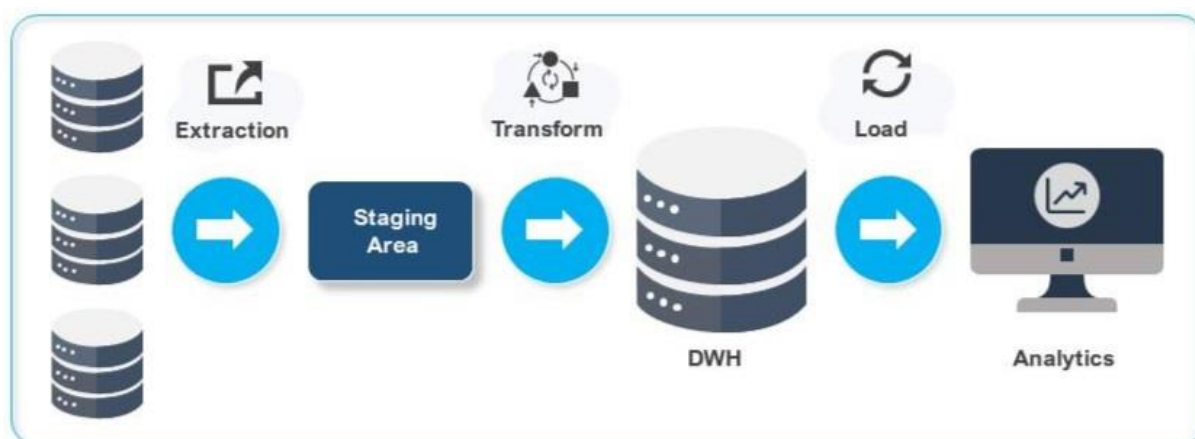 Extraction
Transform
Load
Staging
Area
DWH
Analytics